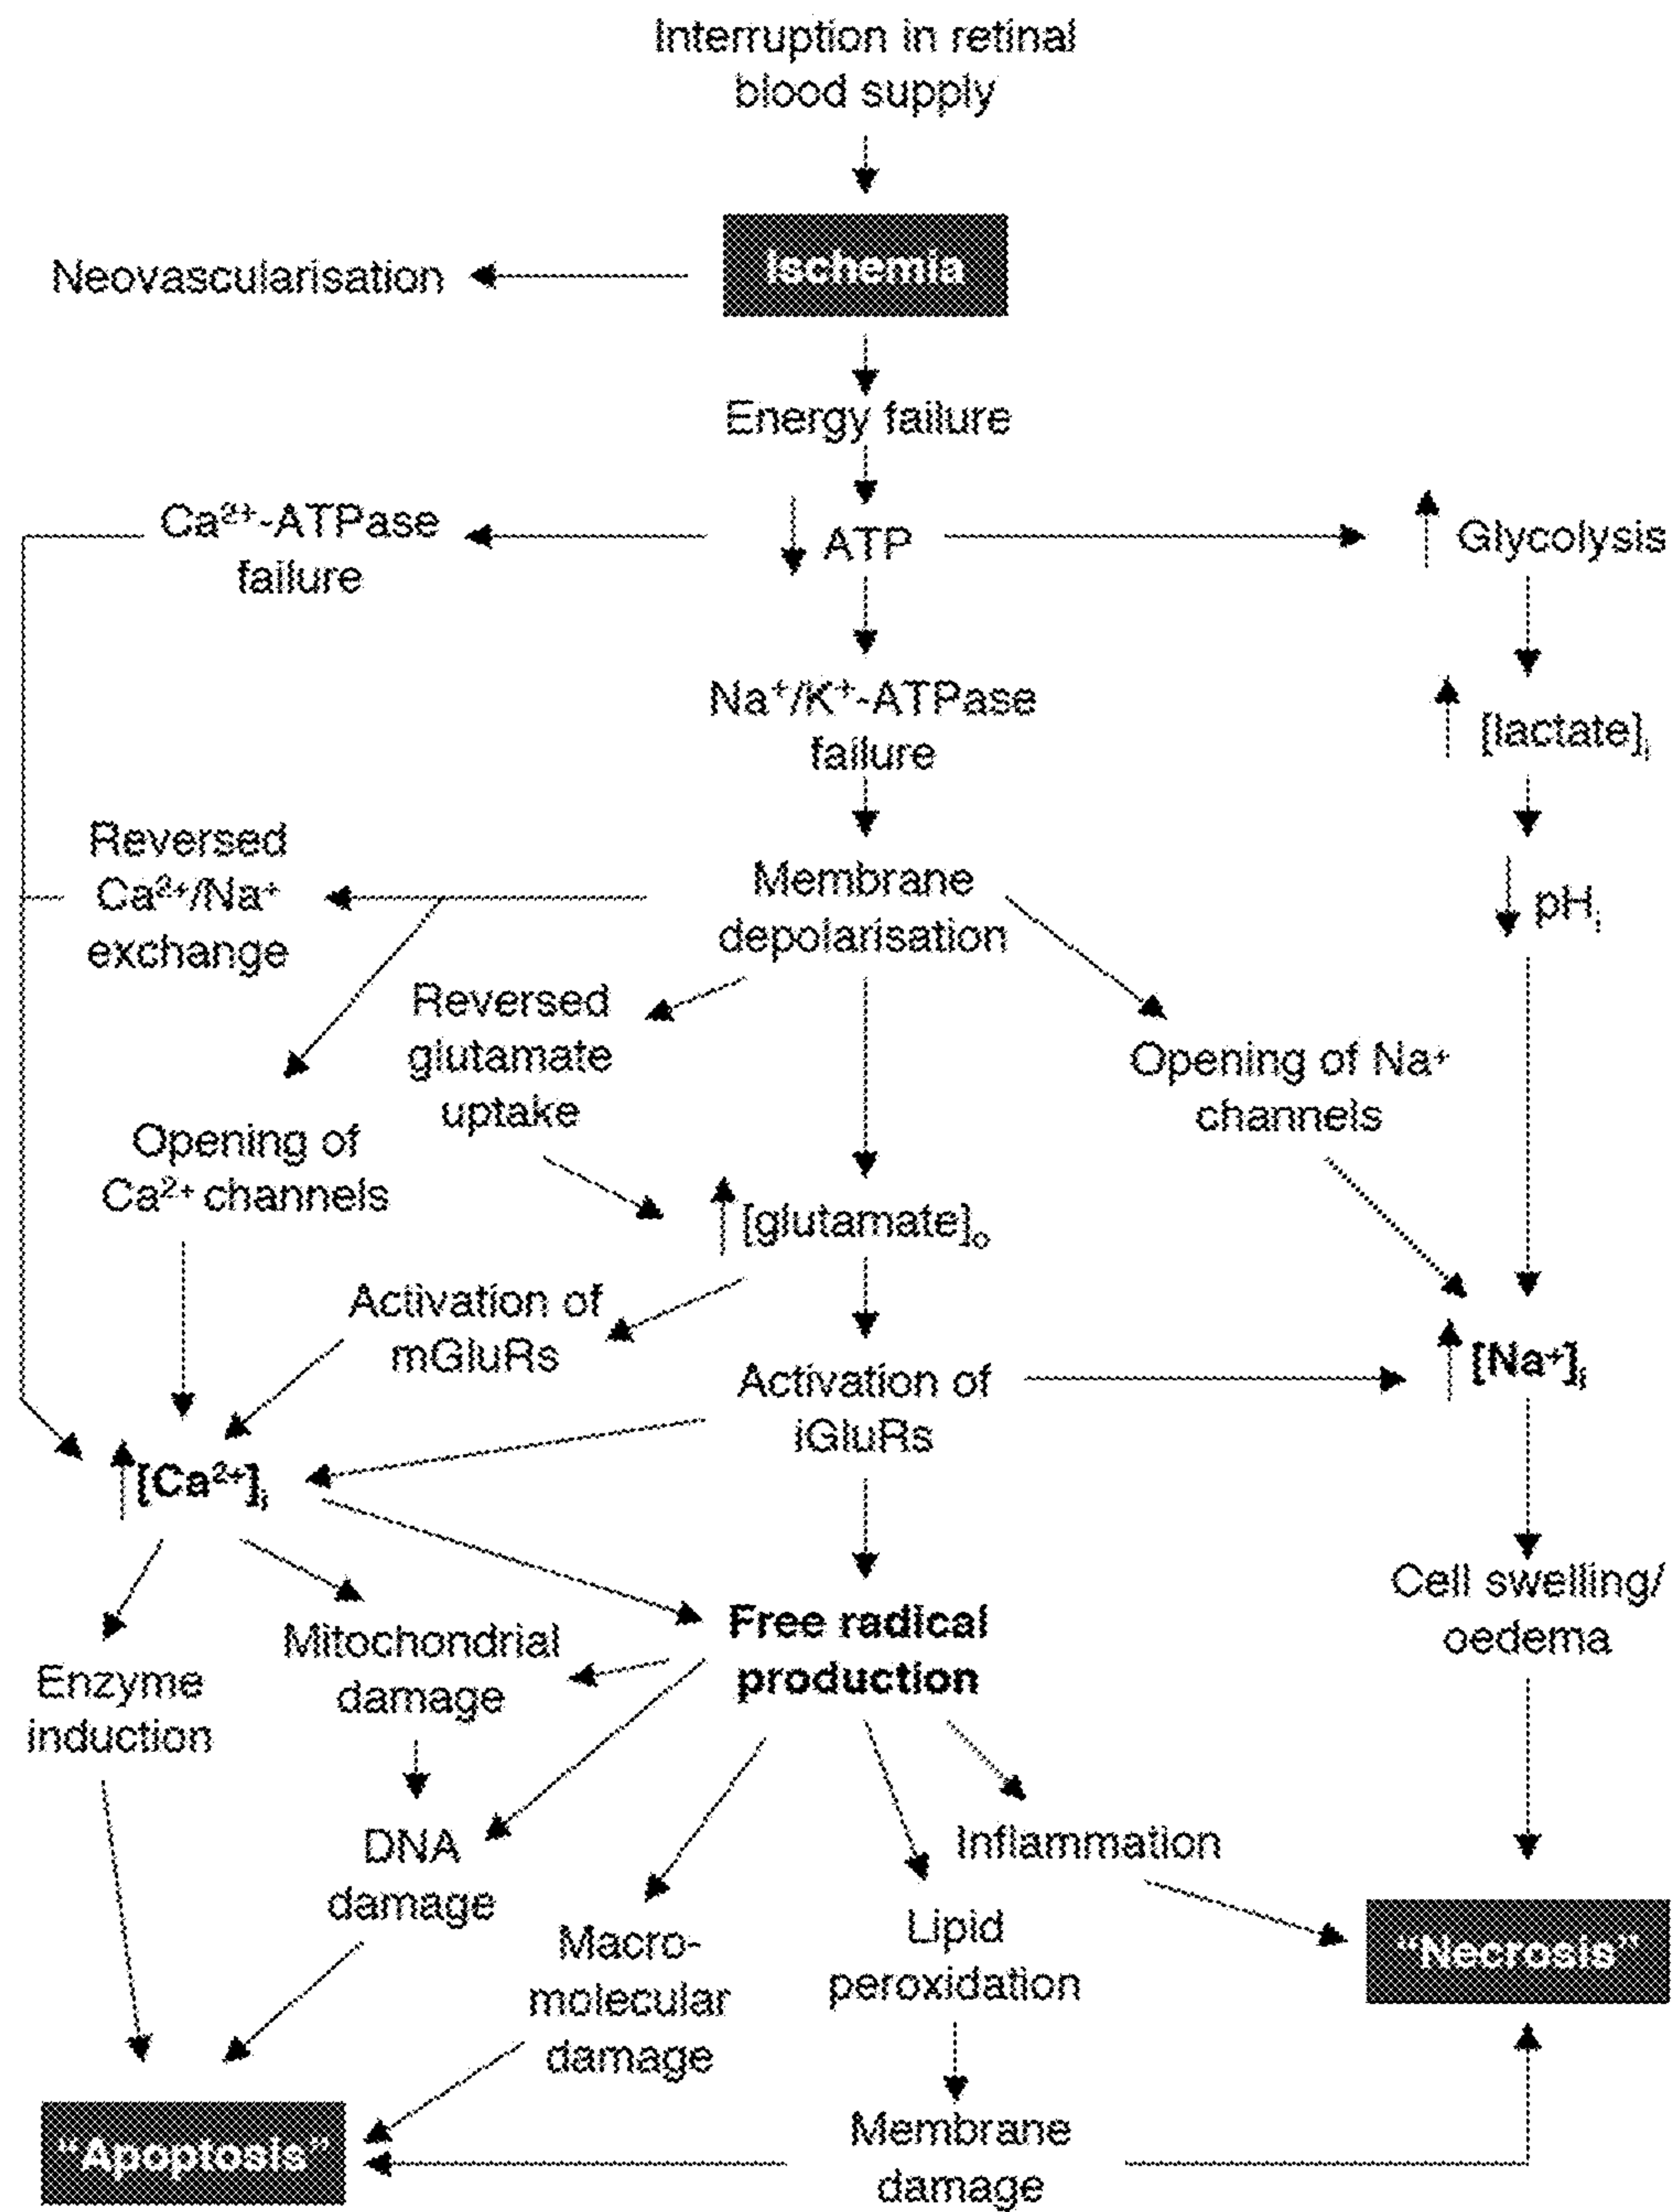 Interruption in retinal
blood supply
Ischemia
Neovascularisation
Energy failure
Ca²⁺-ATPase
failure
ATP
Glycolysis
Na⁺/K⁺-ATPase
failure
[lactate]ᵢ
Reversed
Ca²⁺/Na⁺
exchange
Membrane
depolarisation
pHᵢ
Reversed
glutamate
uptake
Opening of Na⁺
channels
Opening of
Ca²⁺ channels
[glutamate]ₒ
Activation of
mGluRs
Activation of
iGluRs
[Na⁺]ᵢ
[Ca²⁺]ᵢ
Cell swelling/
oedema
Free radical
production
Mitochondrial
damage
Enzyme
induction
DNA
damage
Inflammation
Macro-
molecular
damage
Lipid
peroxidation
“Necrosis”
“Apoptosis”
Membrane
damage